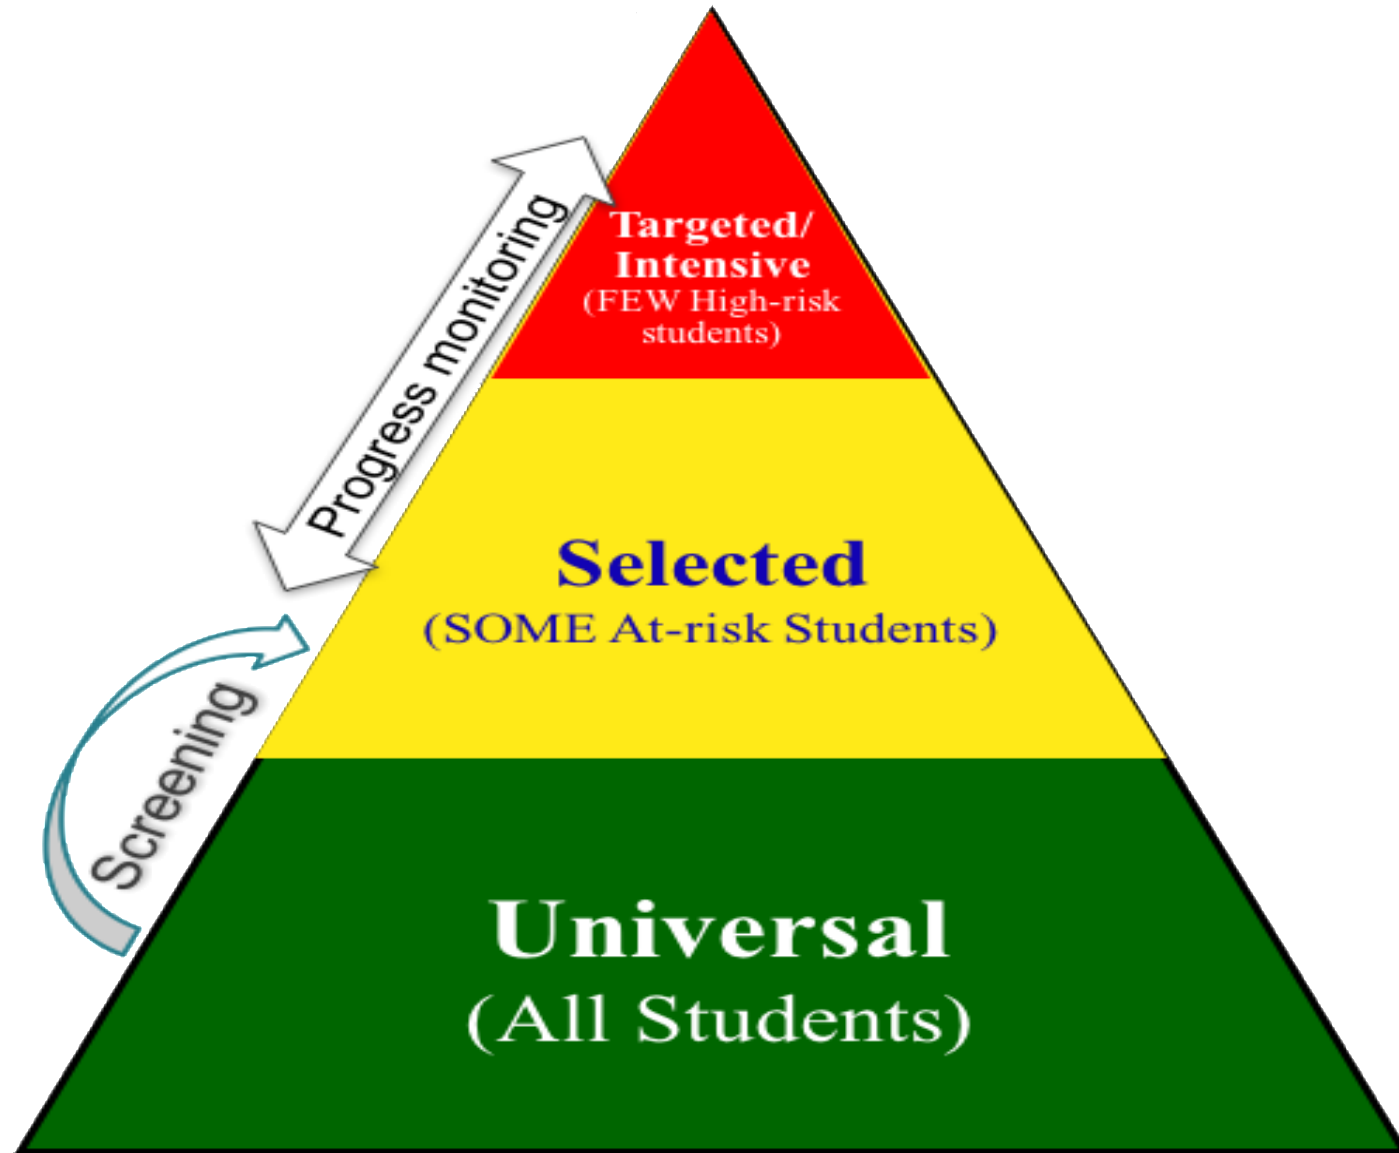 Progress monitoring
Targeted/
Intensive
(FEW High-risk
students)
Selected
(SOME At-risk Students)
Screening
Universal
(All Students)